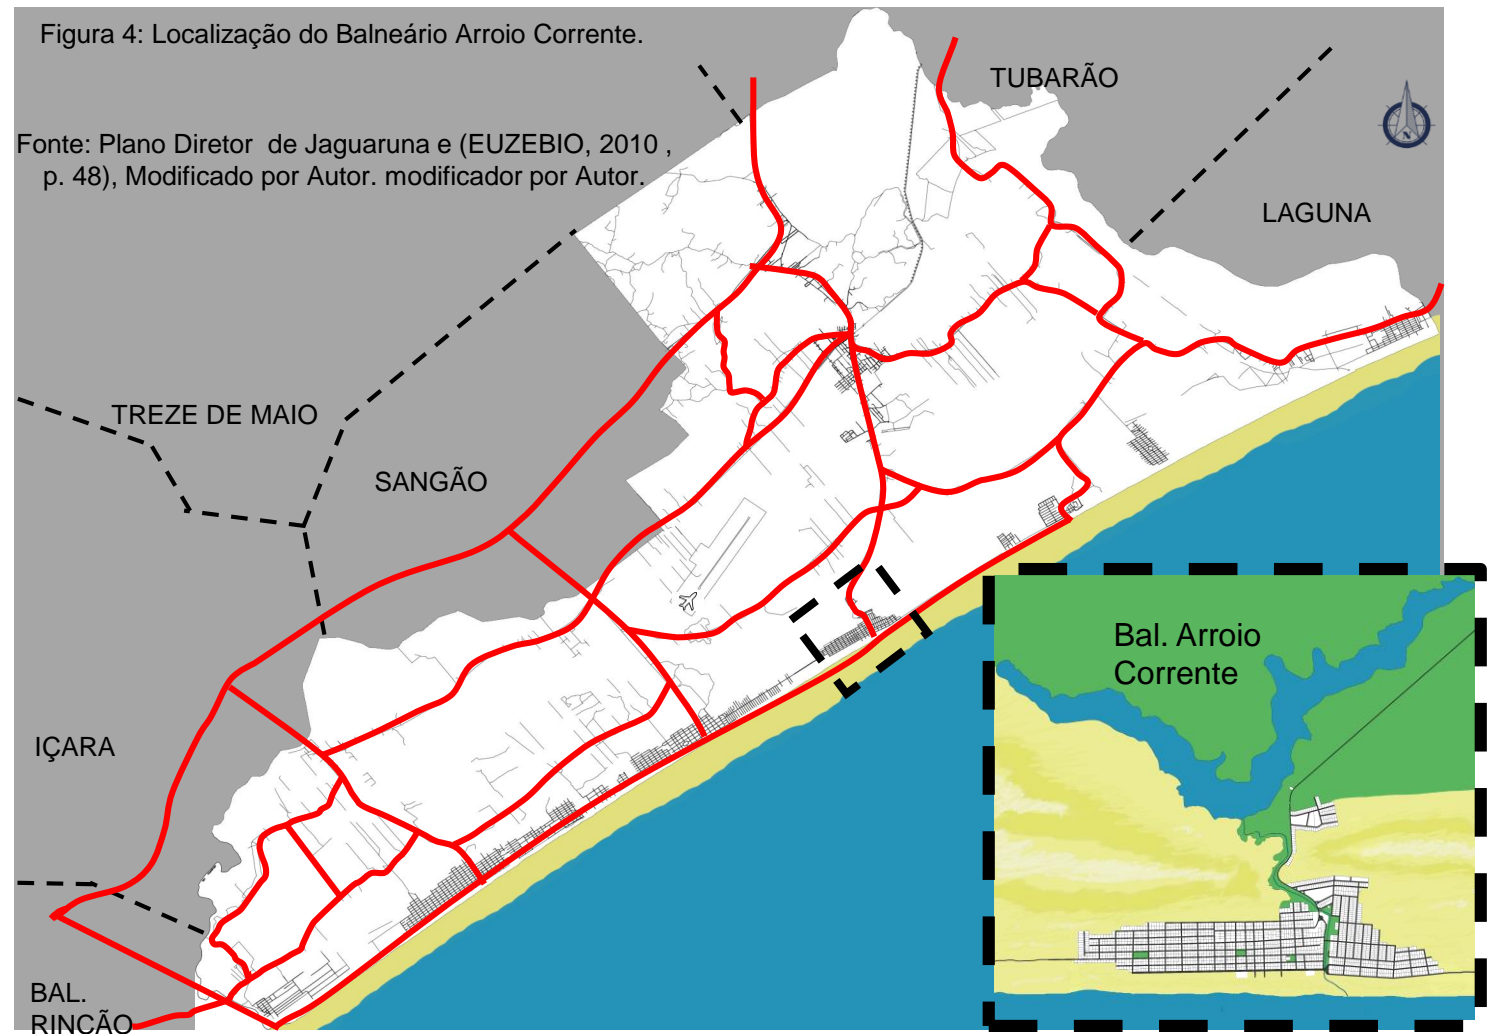 Figura 4: Localização do Balneário Arroio Corrente.
TUBARÃO
Fonte: Plano Diretor  de Jaguaruna e (EUZEBIO, 2010 ,
p. 48), Modificado por Autor. modificador por Autor.
N
LAGUNA
TREZE DE MAIO
SANGÃO
Bal. Arroio
Corrente
IÇARA
BAL.
RINCÃO